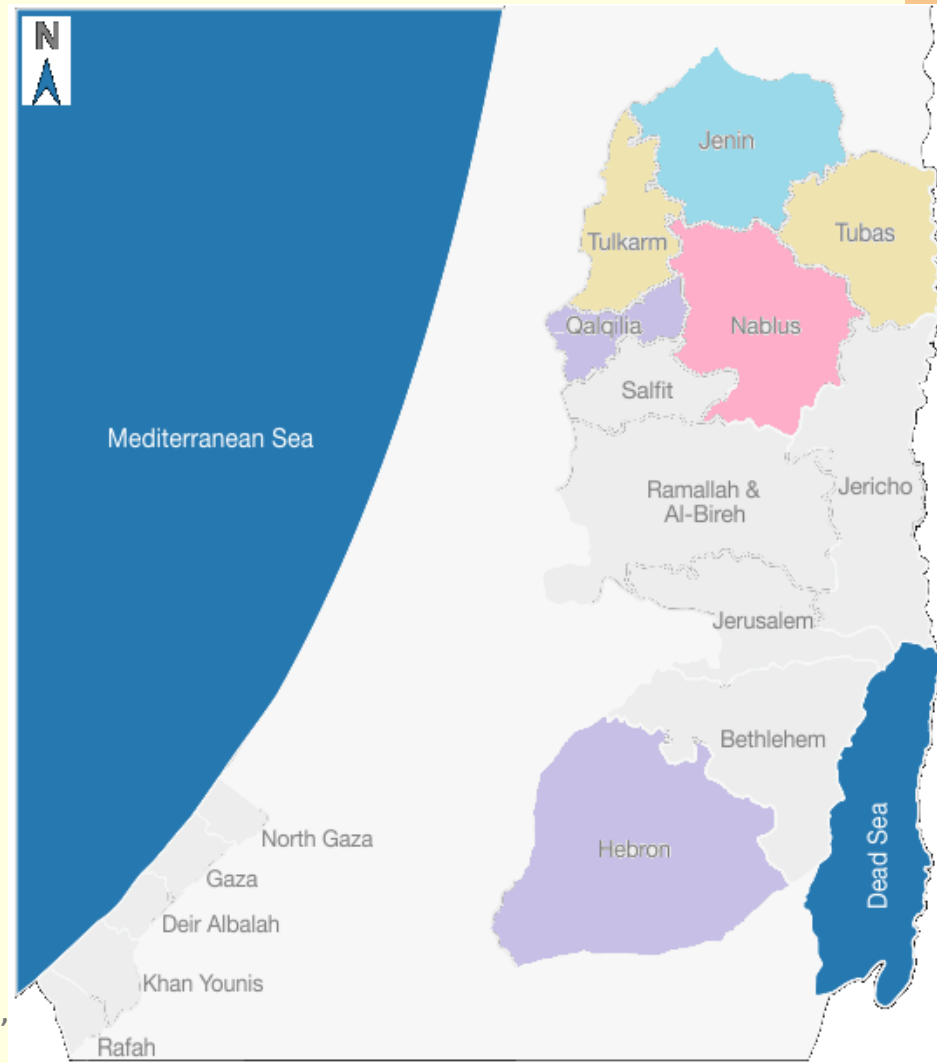 N
Jenin
Tulkarm
Tubas
Qalqilia
Nablus
Salfit
Mediterranean Sea
Ramallah &
Al-Bireh
Jericho
Jerusalem
Bethlehem
Hebron
Dead Sea
North Gaza
Gaza
Deir Albalah
Khan Younis
,
Rafah